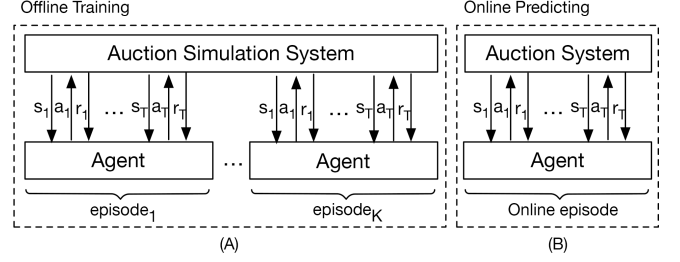 Offline Training
Online Predicting
Auction Simulation System
Auction System
s1 a1 r1 ... sT aT rT
s1 a1 r1 ... sT aT rT
s1 a1 r1 ... sT aT rT
Agent
...
Agent
Agent
episode1
episodeK
Online episode
(A)
(B)